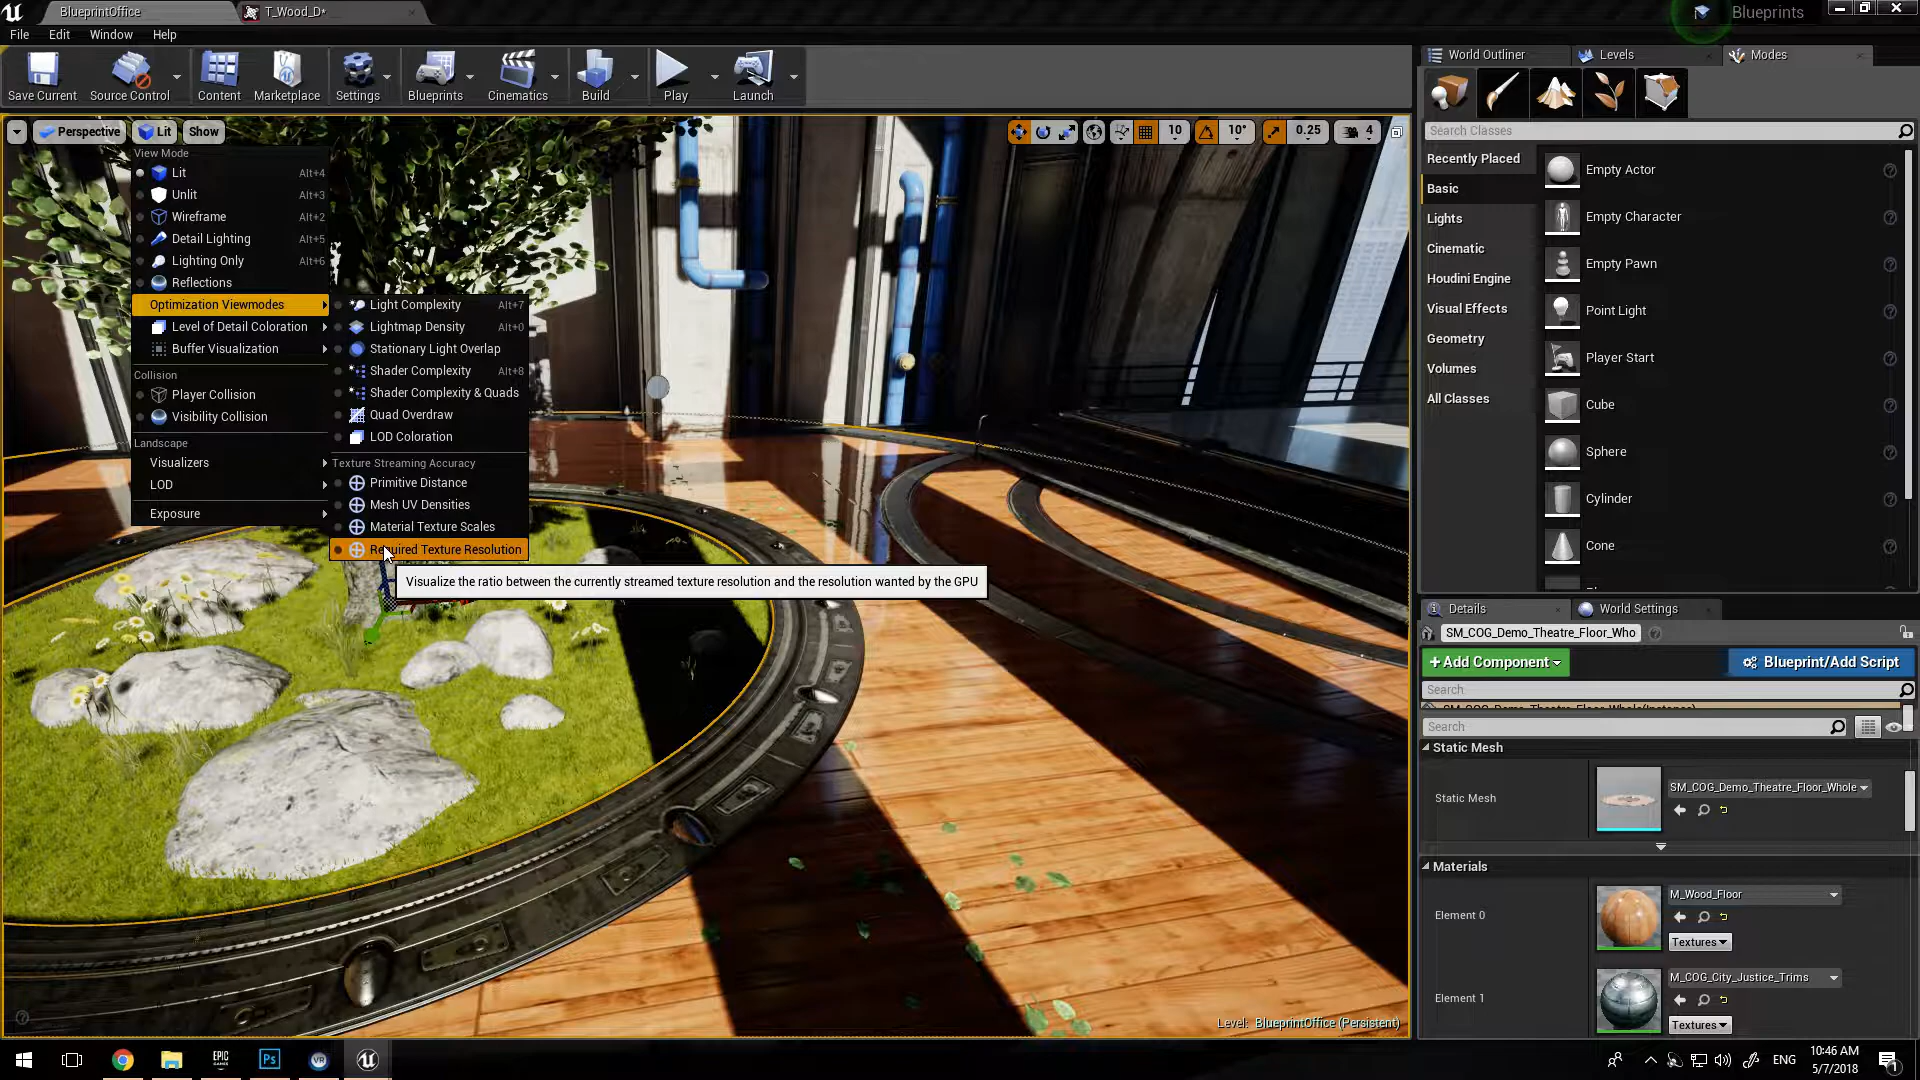 BlueprintOffice
T_Wood_D*
Blueprints
File Edit Window Help
World Outliner Levels Modes
Save Current Source Control Content Marketplace Settings Blueprints Cinematics Build Play Launch
Perspective Lit Show
10 10° 0.25 4
Search Classes
Recently Placed
Basic
Lights
Cinematic
Houdini Engine
Visual Effects
Geometry
Volumes
All Classes
Empty Actor
Empty Character
Empty Pawn
Point Light
Player Start
Cube
Sphere
Cylinder
Cone
View Mode
Lit Alt+4
Unlit Alt+3
Wireframe Alt+2
Detail Lighting Alt+5
Lighting Only Alt+6
Reflections
Optimization Viewmodes
Level of Detail Coloration
Buffer Visualization
Collision
Player Collision
Visibility Collision
Landscape
Visualizers
LOD
Exposure
Light Complexity Alt+7
Lightmap Density Alt+0
Stationary Light Overlap
Shader Complexity Alt+8
Shader Complexity & Quads
Quad Overdraw
LOD Coloration
Texture Streaming Accuracy
Primitive Distance
Mesh UV Densities
Material Texture Scales
Required Texture Resolution
Visualize the ratio between the currently streamed texture resolution and the resolution wanted by the GPU
Level: BlueprintOffice (Persistent)
Details World Settings
SM_COG_Demo_Theatre_Floor_Who
+Add Component
Blueprint/Add Script
Search
SM_COG_Demo_Theatre_Floor_Whole(Instance)
Search
Static Mesh
Static Mesh
SM_COG_Demo_Theatre_Floor_Whole
Materials
Element 0
M_Wood_Floor
Textures
Element 1
M_COG_City_Justice_Trims
Textures
EPIC GAMES
Ps
VR
ENG
10:46 AM
5/7/2018
1